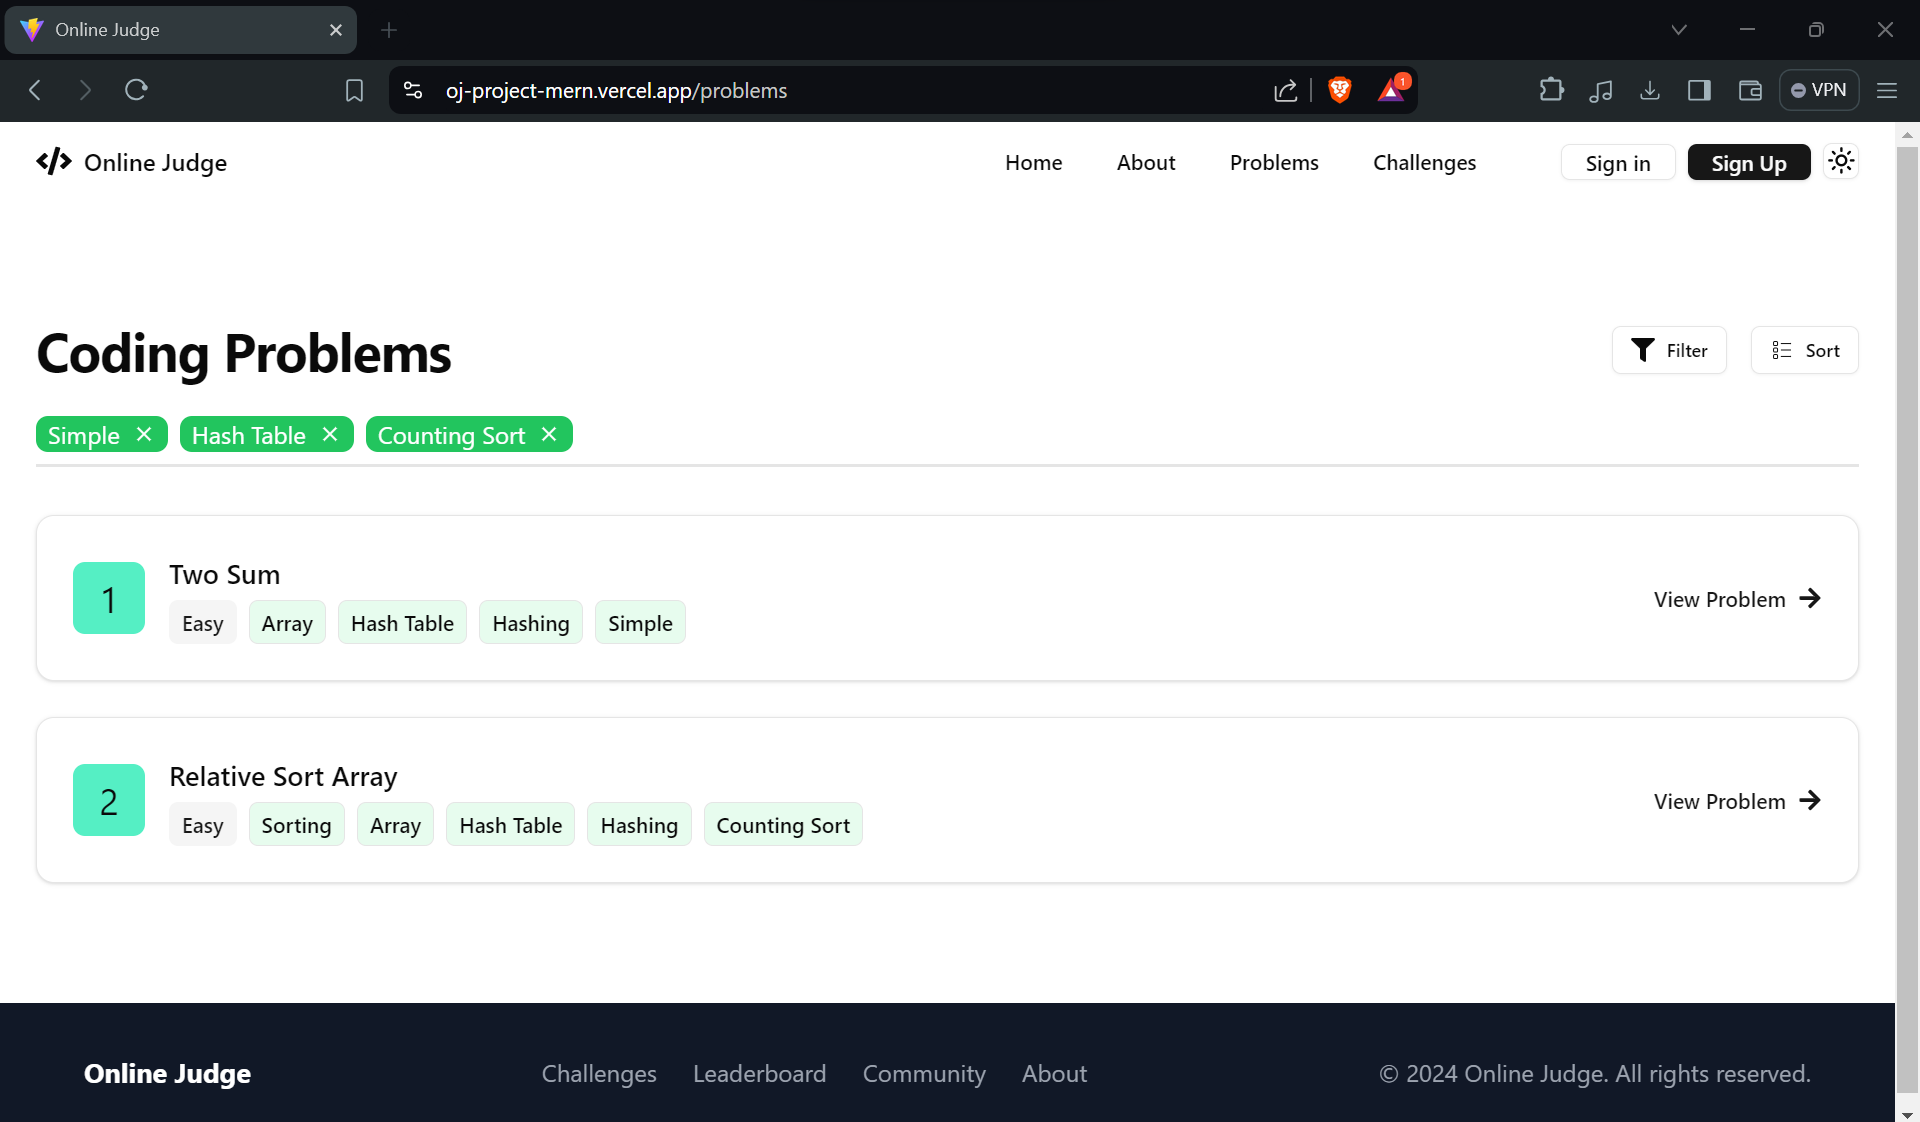 Online Judge
oj-project-mern.vercel.app/problems
1
VPN
Online Judge
Home About Problems Challenges Sign in Sign Up
Coding Problems
Filter Sort
Simple Hash Table Counting Sort
1
Two Sum
Easy Array Hash Table Hashing Simple
View Problem
2
Relative Sort Array
Easy Sorting Array Hash Table Hashing Counting Sort
View Problem
Online Judge Challenges Leaderboard Community About © 2024 Online Judge. All rights reserved.